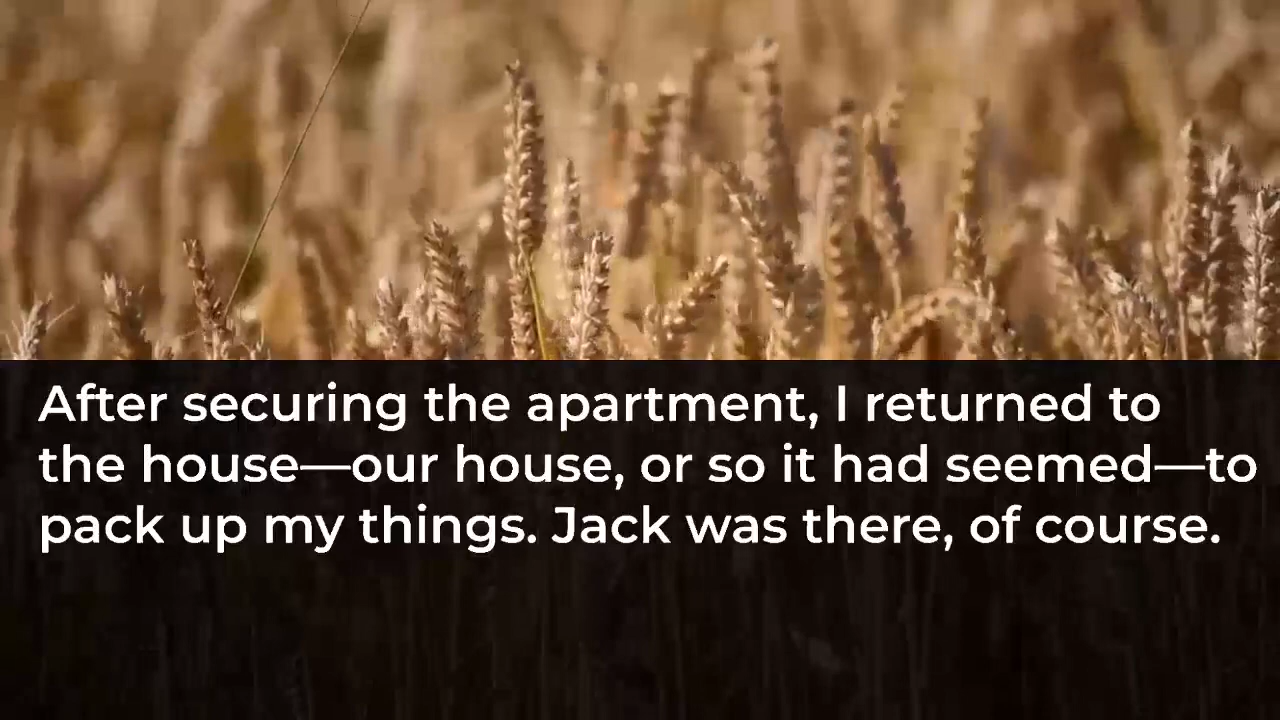 After securing the apartment, I returned to
the house—our house, or so it had seemed—to
pack up my things. Jack was there, of course.